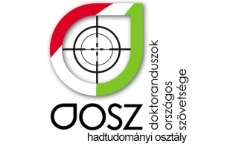 DOSZ
doktoranduszok
országos
szövetsége
hadtudományi osztály